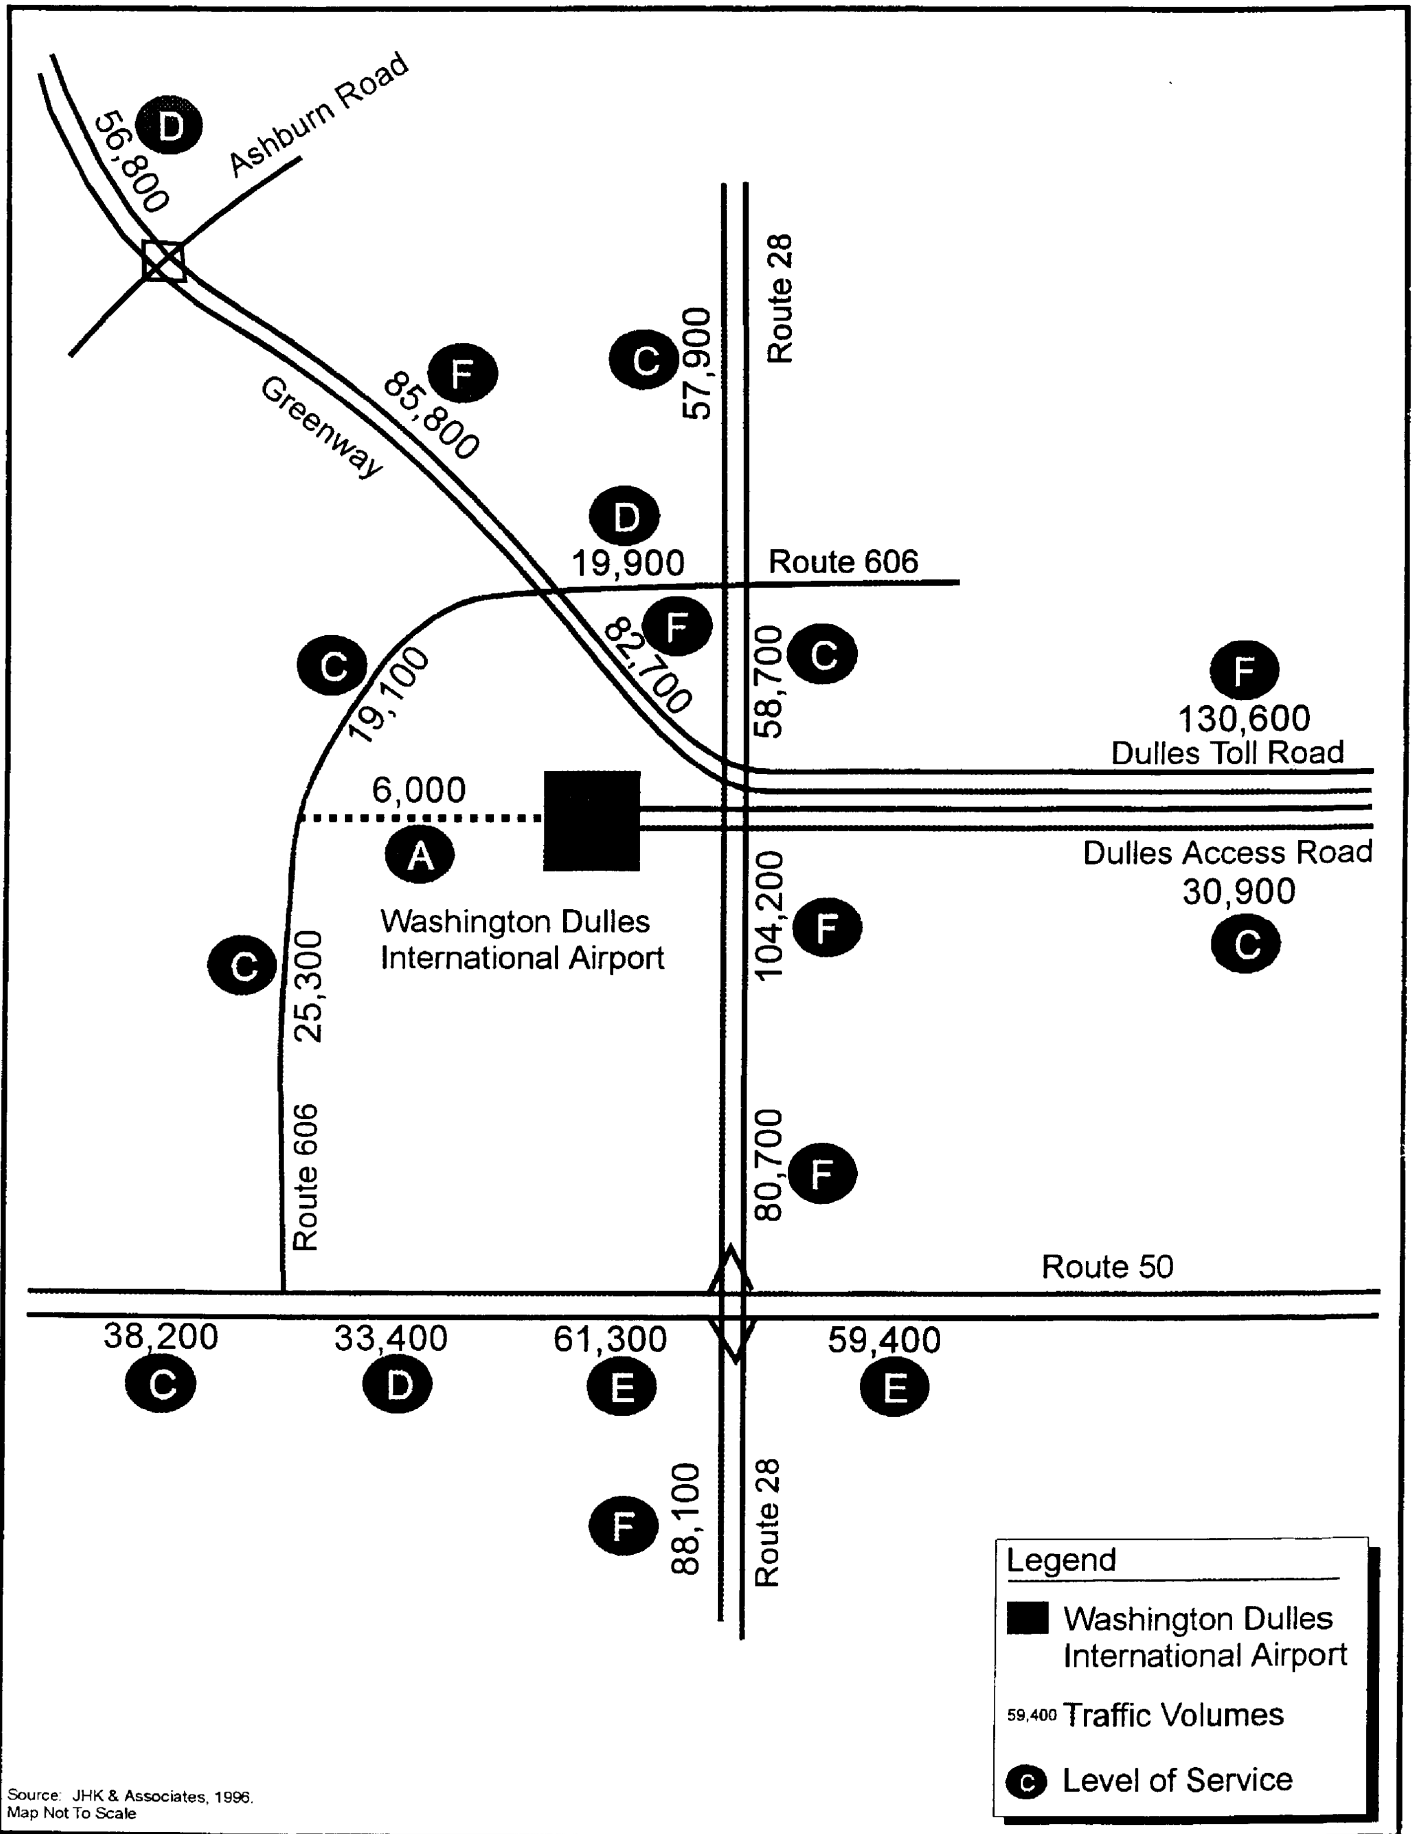 D
56,800
Ashburn Road
Route 28
57,900
C
F
85,800
Greenway
D
19,900
Route 606
F
82,700
58,700
C
C
19,100
F
130,600
Dulles Toll Road
6,000
A
Dulles Access Road
30,900
C
104,200
F
Washington Dulles
International Airport
C
25,300
Route 606
80,700
F
Route 50
38,200
33,400
61,300
59,400
C
D
E
E
F
88,100
Route 28
Legend
Washington Dulles
International Airport
59,400 Traffic Volumes
C Level of Service
Source: JHK & Associates, 1996.
Map Not To Scale